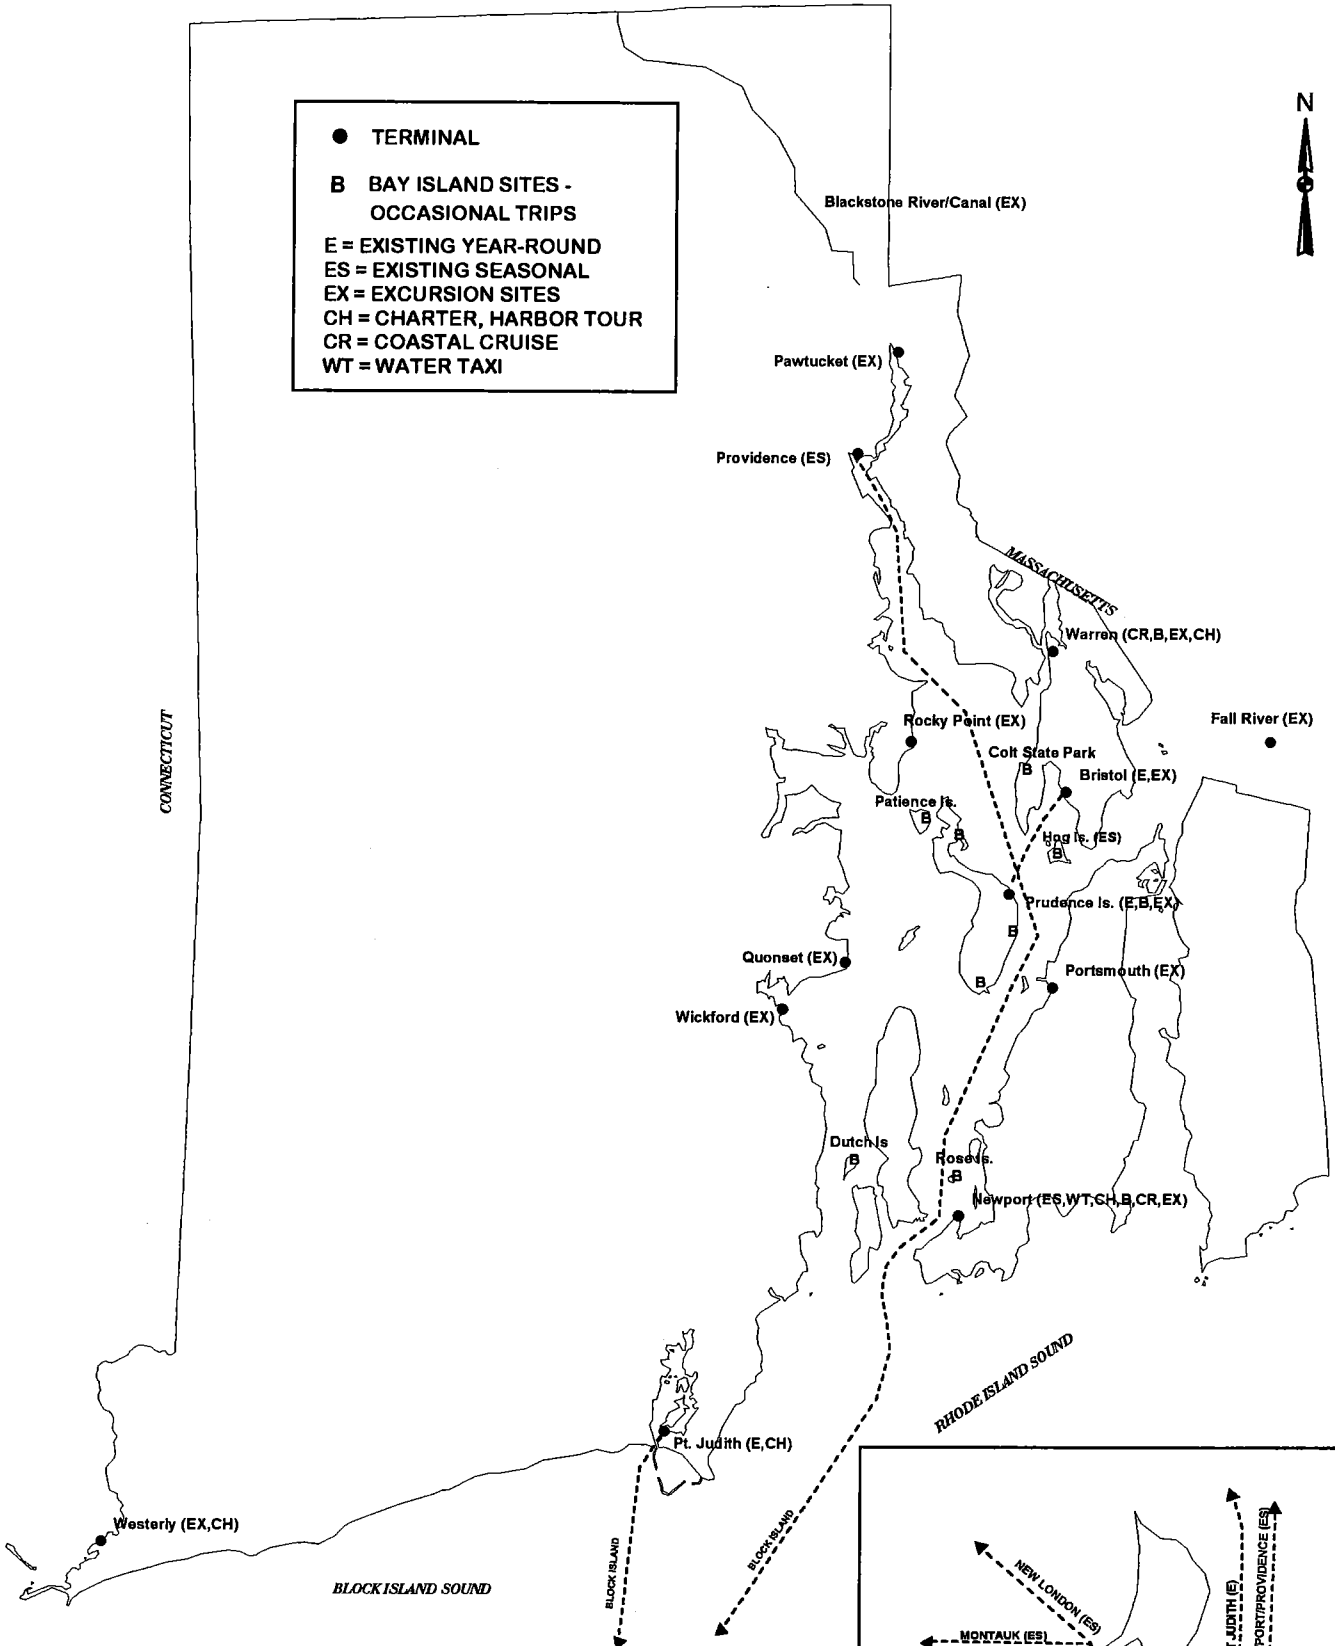 N
● TERMINAL
B BAY ISLAND SITES -
OCCASIONAL TRIPS
E = EXISTING YEAR-ROUND
ES = EXISTING SEASONAL
EX = EXCURSION SITES
CH = CHARTER, HARBOR TOUR
CR = COASTAL CRUISE
WT = WATER TAXI
Blackstone River/Canal (EX)
Pawtucket (EX)
Providence (ES)
MASSACHUSETTS
Warren (CR,B,EX,CH)
CONNECTICUT
Rocky Point (EX)
Fall River (EX)
Colt State Park
B
Bristol (E,EX)
Patience Is.
B
B
Hog Is. (ES)
B
Prudence Is. (E,B,EX)
B
Quonset (EX)
Portsmouth (EX)
B
Wickford (EX)
Dutch Is
B
Rose Is.
B
Newport (ES,WT,CH,B,CR,EX)
RHODE ISLAND SOUND
Pt. Judith (E,CH)
Westerly (EX,CH)
BLOCK ISLAND
BLOCK ISLAND
BLOCK ISLAND SOUND
NEW LONDON (ES)
MONTAUK (ES)
JUDITH (E)
PORT/PROVIDENCE (ES)